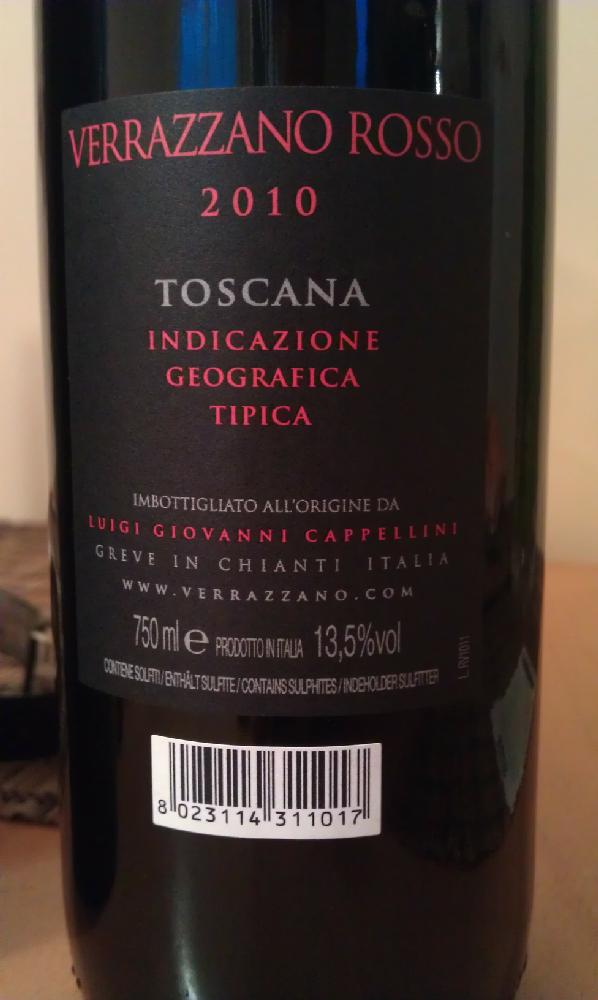 VERRAZZANO ROSSO
2010
TOSCANA
INDICAZIONE
GEOGRAFICA
TIPICA
IMBOTTIGLIATO ALL'ORIGINE DA
LUIGI GIOVANNI CAPPELLINI
GREVE IN CHIANTI ITALIA
WWW.VERRAZZANO.COM
750 ml e PRODOTTO IN ITALIA 13,5%vol
CONTIENE SOLFITI / ENTHÄLT SULFITE / CONTAINS SULPHITES / INDEHOLDER SULFITTER
L.RV1011
8 023114 311017